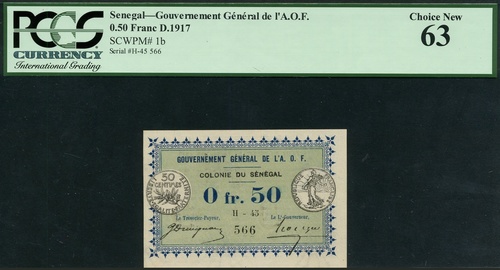 PCGS
CURRENCY
International Grading
Senegal—Gouvernement Général de l'A.O.F.
0.50 Franc D.1917
SCWPM# 1b
Serial #H-45 566
Choice New
63
GOUVERNEMENT GÉNÉRAL DE L'A. O. F.
COLONIE DU SÉNÉGAL
50
CENTIMES
0 fr. 50
H - 45
Le Trésorier-Payeur,
Le Lt-Gouverneur,
566